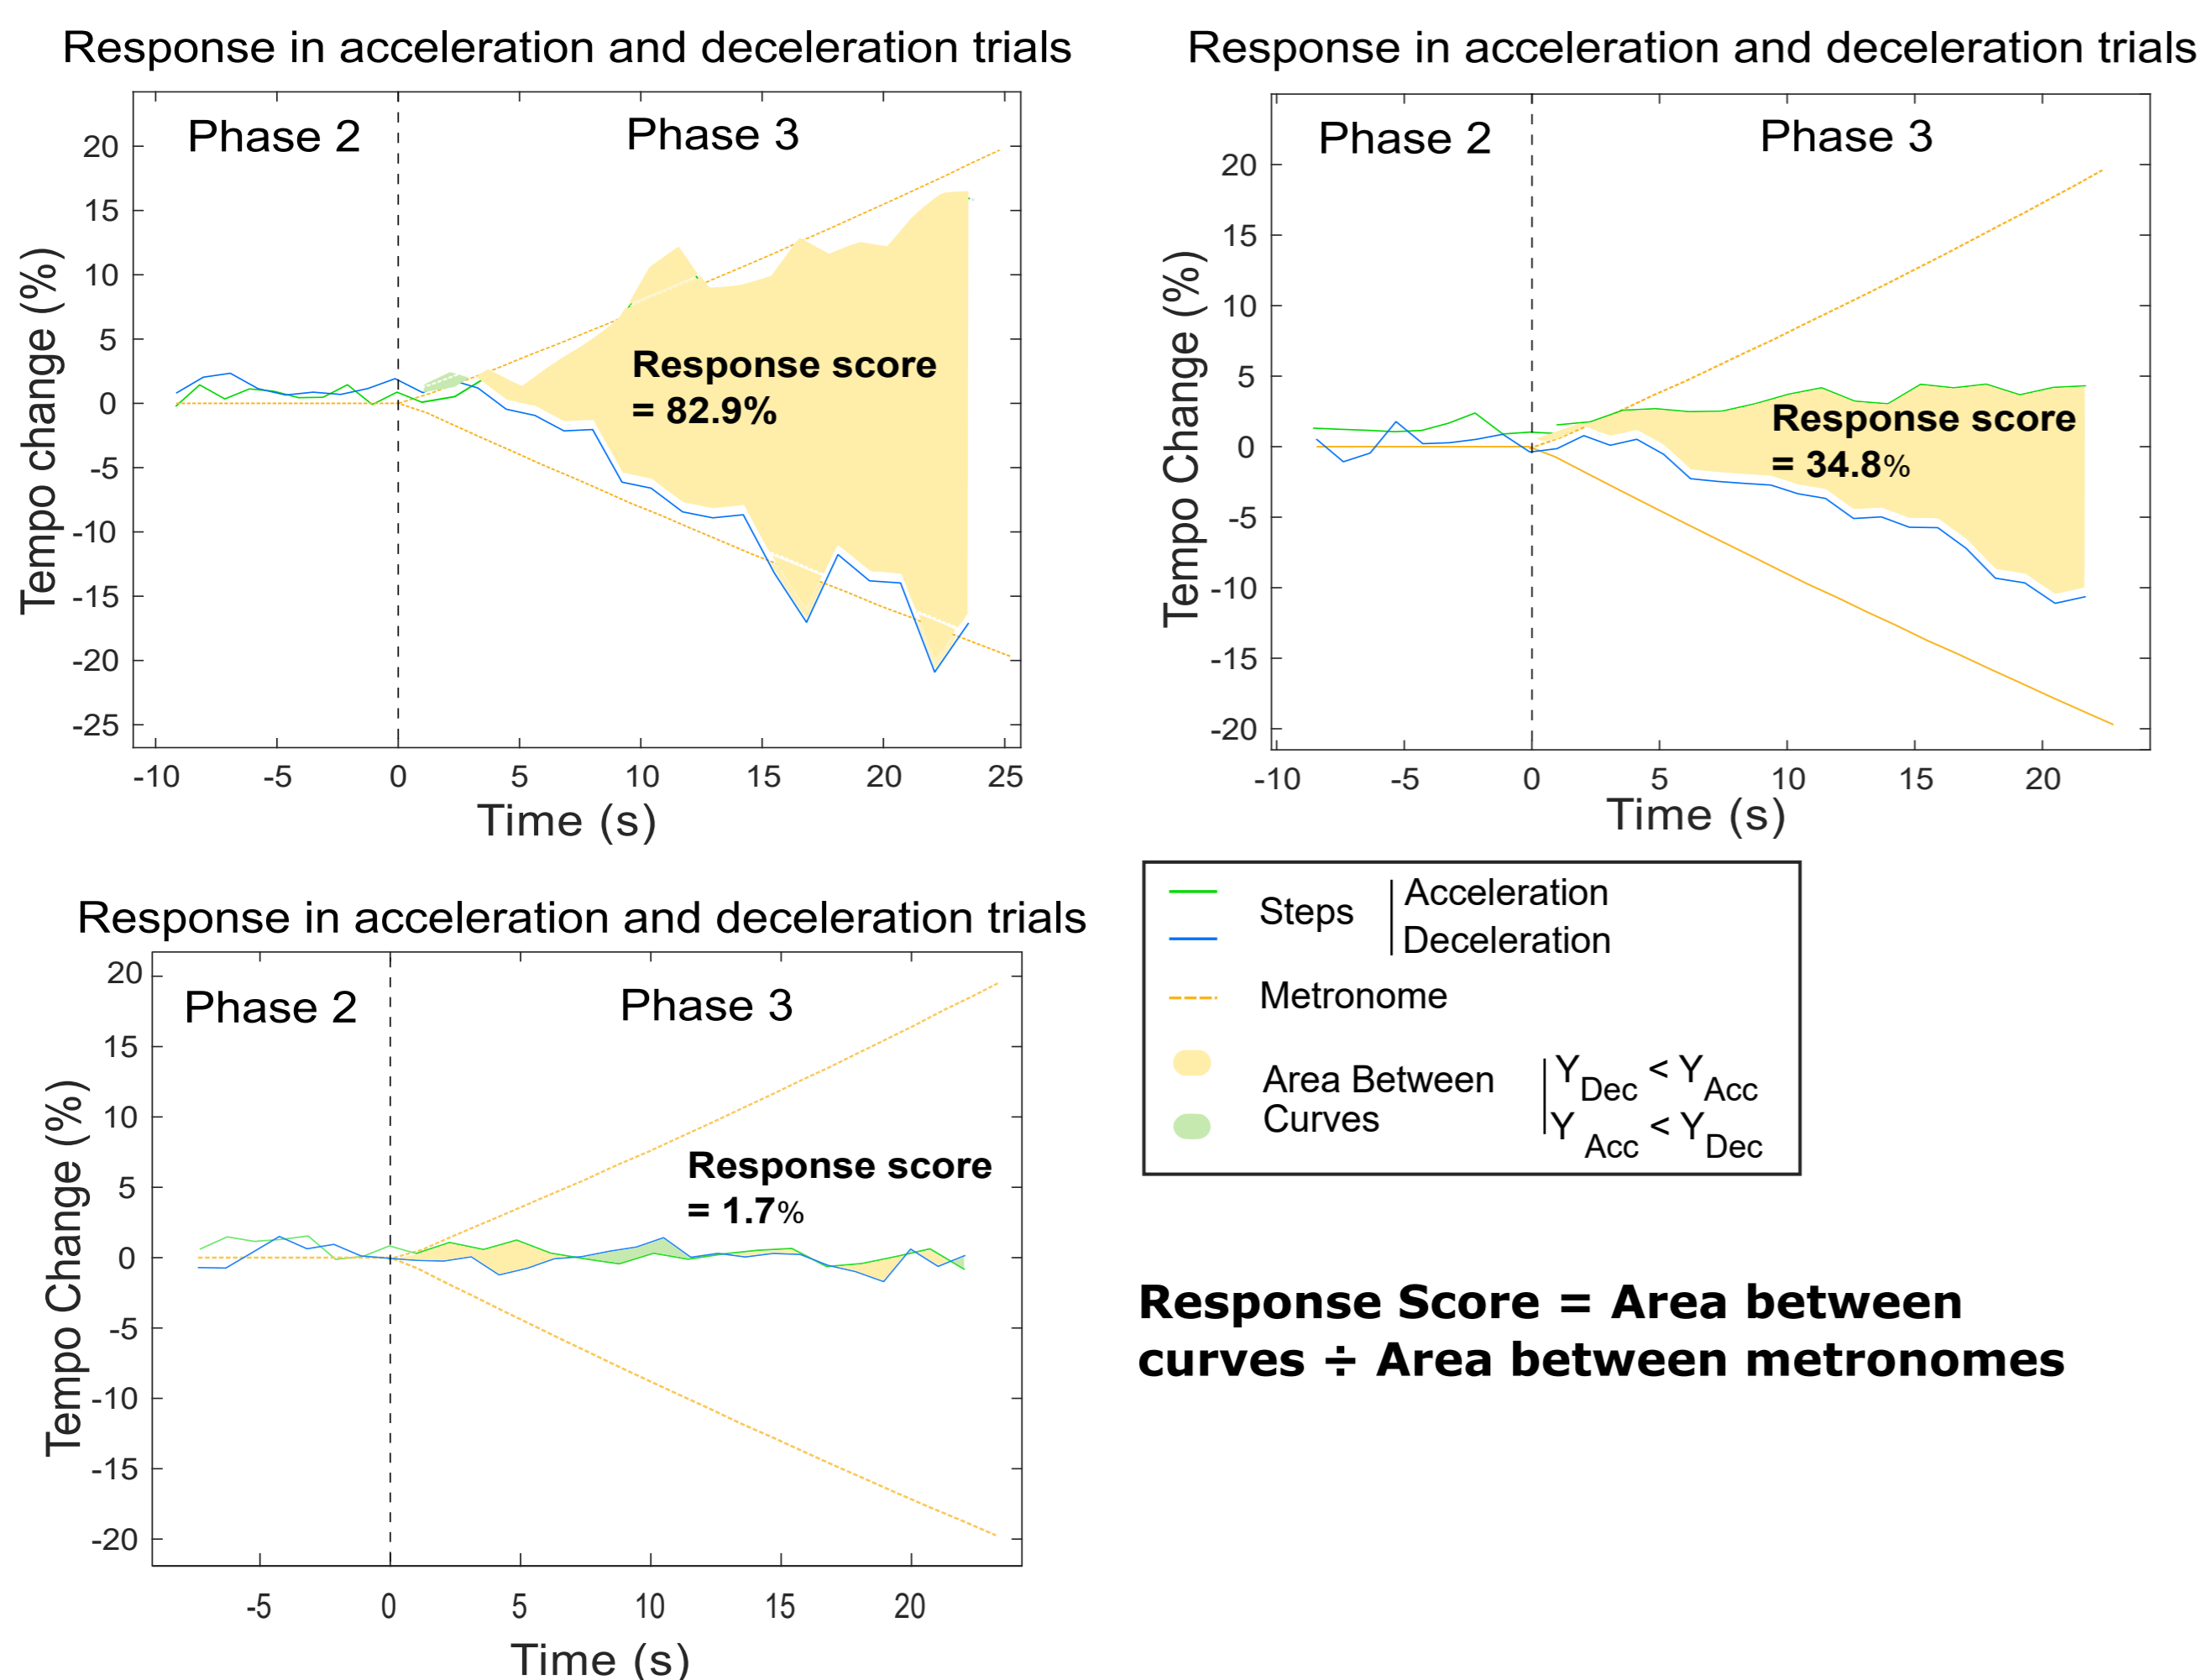 Response in acceleration and deceleration trials
Phase 2
Phase 3
Response score
= 82.9%
20
15
10
5
0
-5
-10
-15
-20
-25
Tempo change (%)
-10 -5 0 5 10 15 20 25
Time (s)
Response in acceleration and deceleration trials
Phase 2
Phase 3
Response score
= 34.8%
20
15
10
5
0
-5
-10
-15
-20
Tempo Change (%)
-10 -5 0 5 10 15 20
Time (s)
Response in acceleration and deceleration trials
Phase 2
Phase 3
Response score
= 1.7%
20
15
10
5
0
-5
-10
-15
-20
Tempo Change (%)
-5 0 5 10 15 20
Time (s)
Steps
Acceleration
Deceleration
Metronome
Area Between
Curves
Y Dec < Y Acc
Y Acc < Y Dec
Response Score = Area between
curves ÷ Area between metronomes